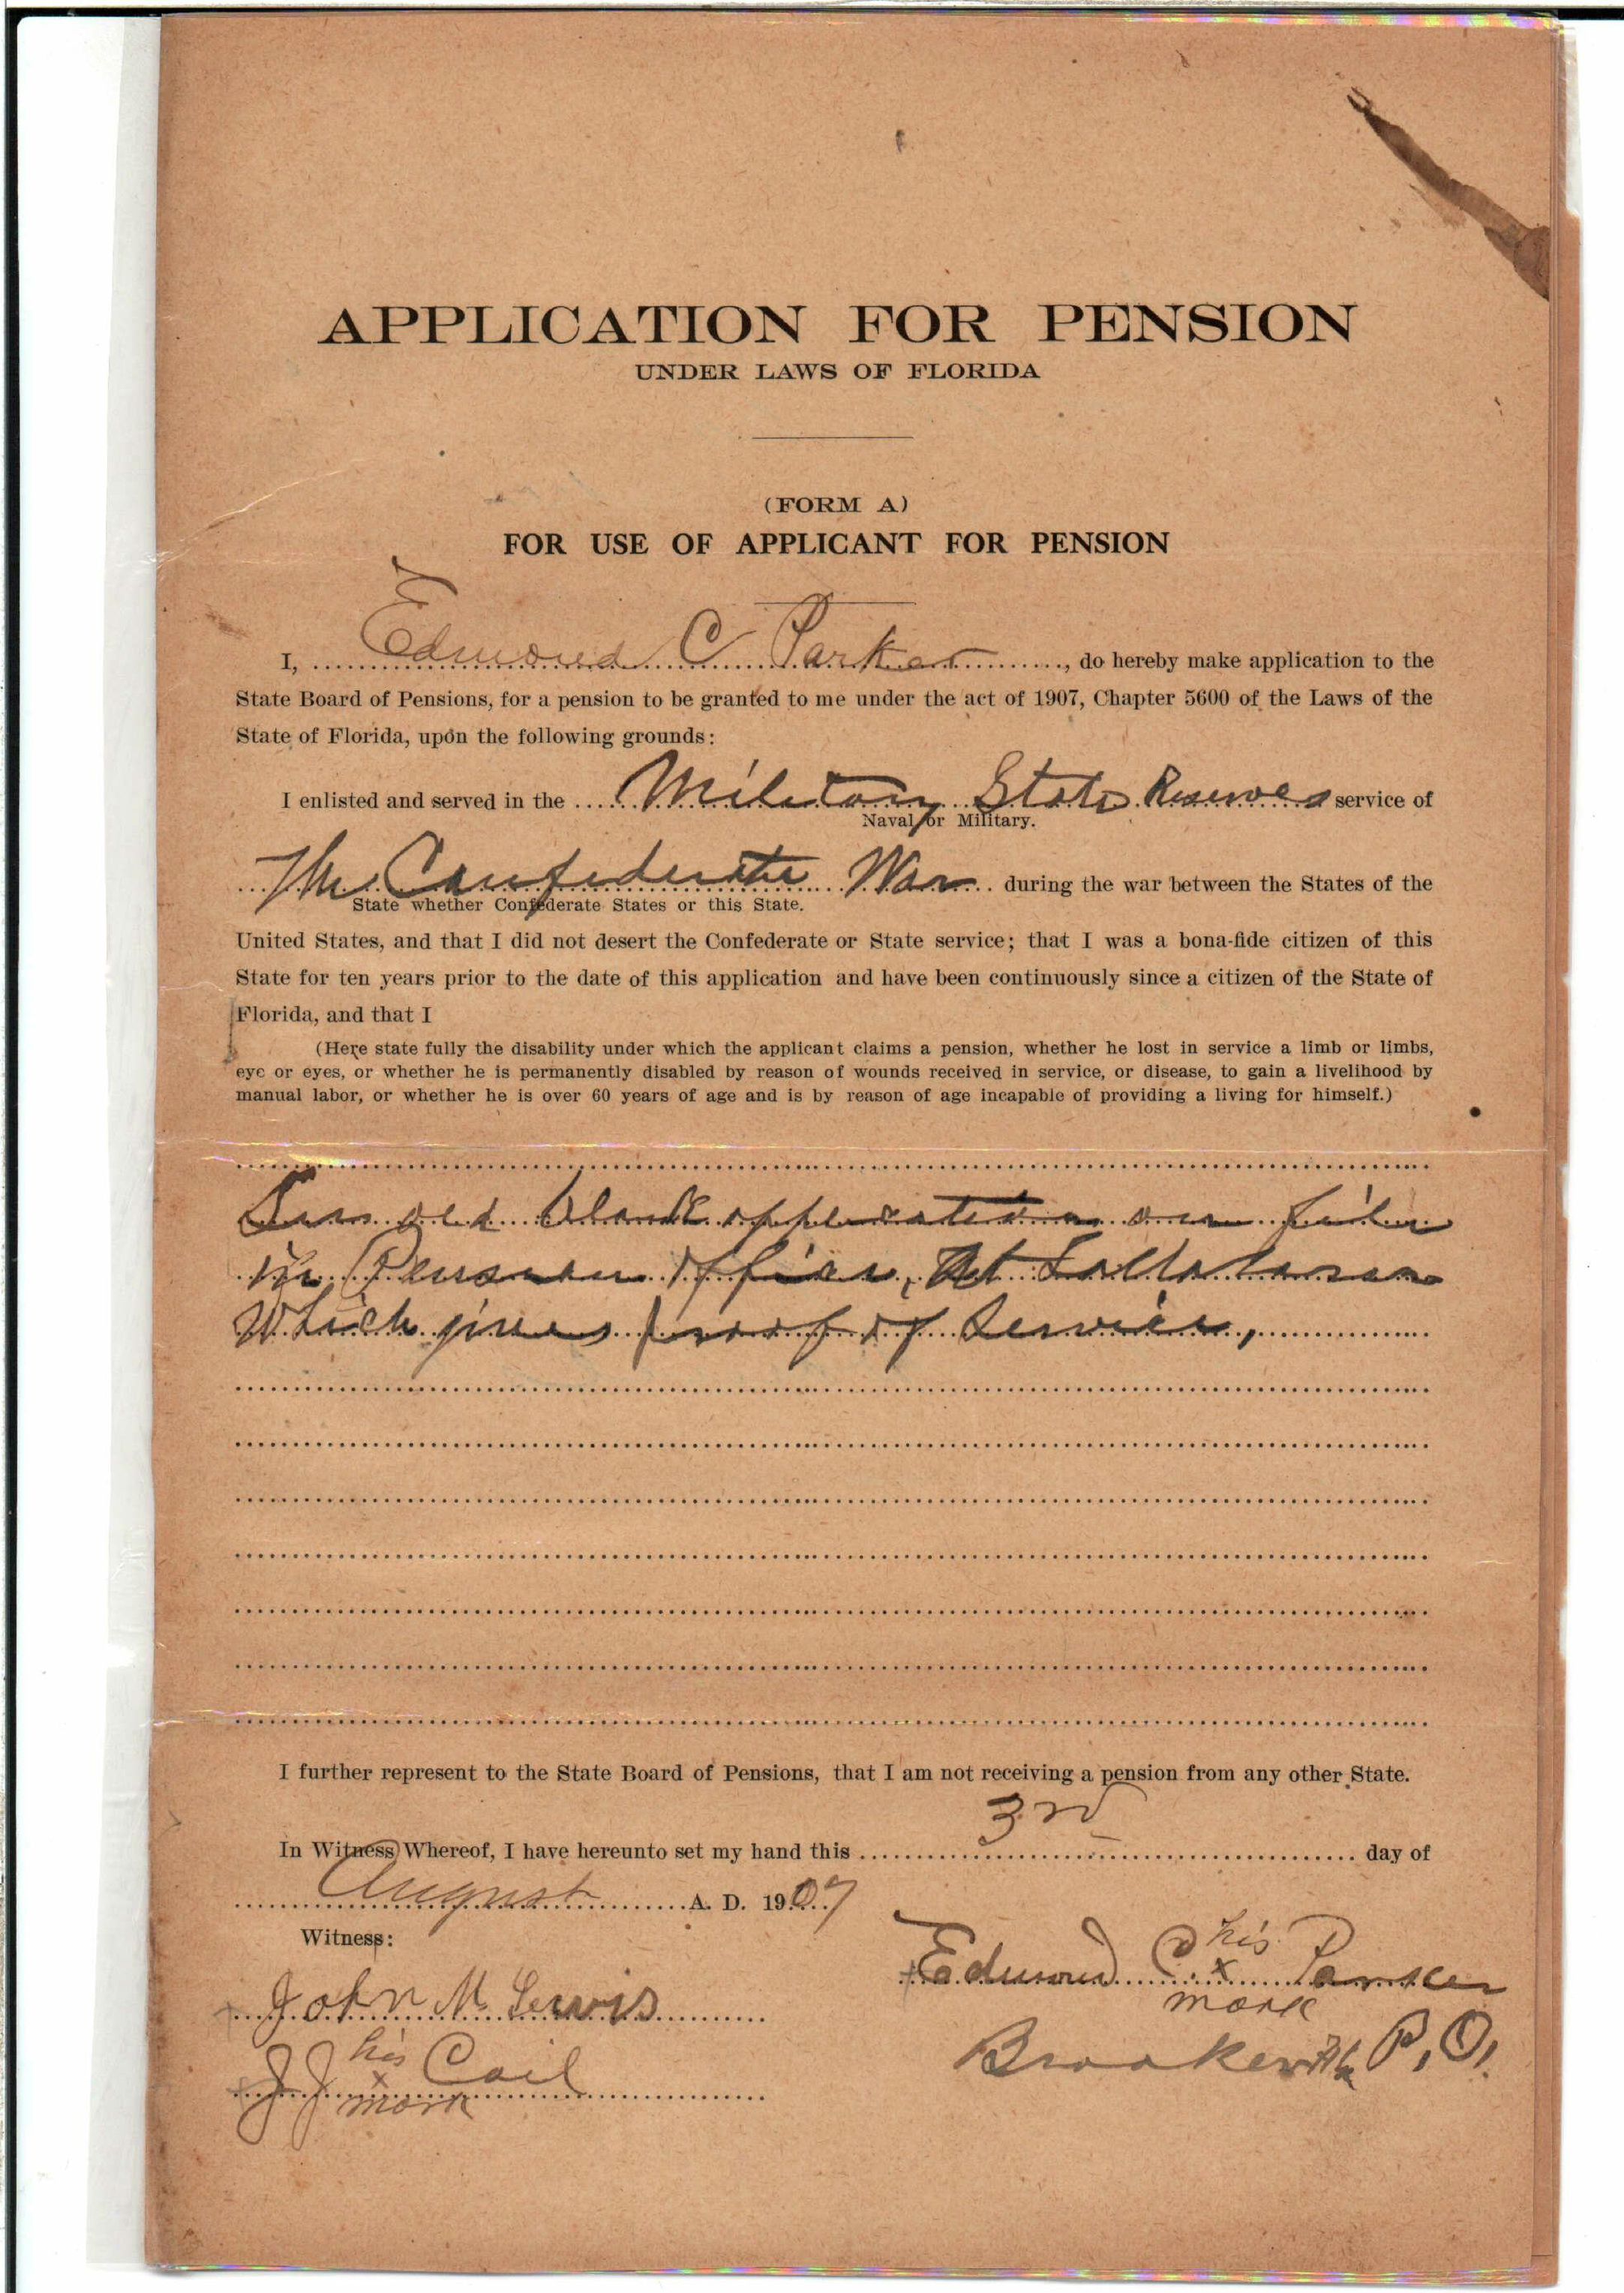 APPLICATION FOR PENSION
UNDER LAWS OF FLORIDA
(FORM A)
FOR USE OF APPLICANT FOR PENSION
I, Edmond C Parker, do hereby make application to the
State Board of Pensions, for a pension to be granted to me under the act of 1907, Chapter 5600 of the Laws of the
State of Florida, upon the following grounds:
I enlisted and served in the Military State Reserves service of
Naval or Military.
The Confederate War during the war between the States of the
State whether Confederate States or this State.
United States, and that I did not desert the Confederate or State service; that I was a bona-fide citizen of this
State for ten years prior to the date of this application and have been continuously since a citizen of the State of
Florida, and that I
(Here state fully the disability under which the applicant claims a pension, whether he lost in service a limb or limbs,
eye or eyes, or whether he is permanently disabled by reason of wounds received in service, or disease, to gain a livelihood by
manual labor, or whether he is over 60 years of age and is by reason of age incapable of providing a living for himself.)
old Blank application on file
in Pension office, At Tallahassee
Which gives proof of Service,
I further represent to the State Board of Pensions, that I am not receiving a pension from any other State.
In Witness Whereof, I have hereunto set my hand this 3rd day of
August A. D. 1907
Witness:
his
Edmond C. x Parker
mark
John M. Lewis
his
J J x Cail
mark
P, O,